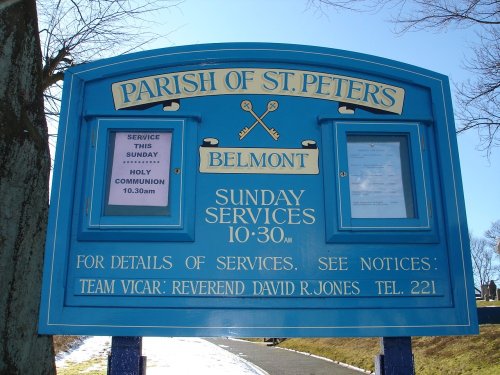 PARISH OF ST. PETERS
SERVICE
THIS
SUNDAY
**********
HOLY
COMMUNION
10.30am
BELMONT
SUNDAY
SERVICES
10·30AM
FOR DETAILS OF SERVICES. SEE NOTICES:
TEAM VICAR: REVEREND DAVID R. JONES TEL. 221